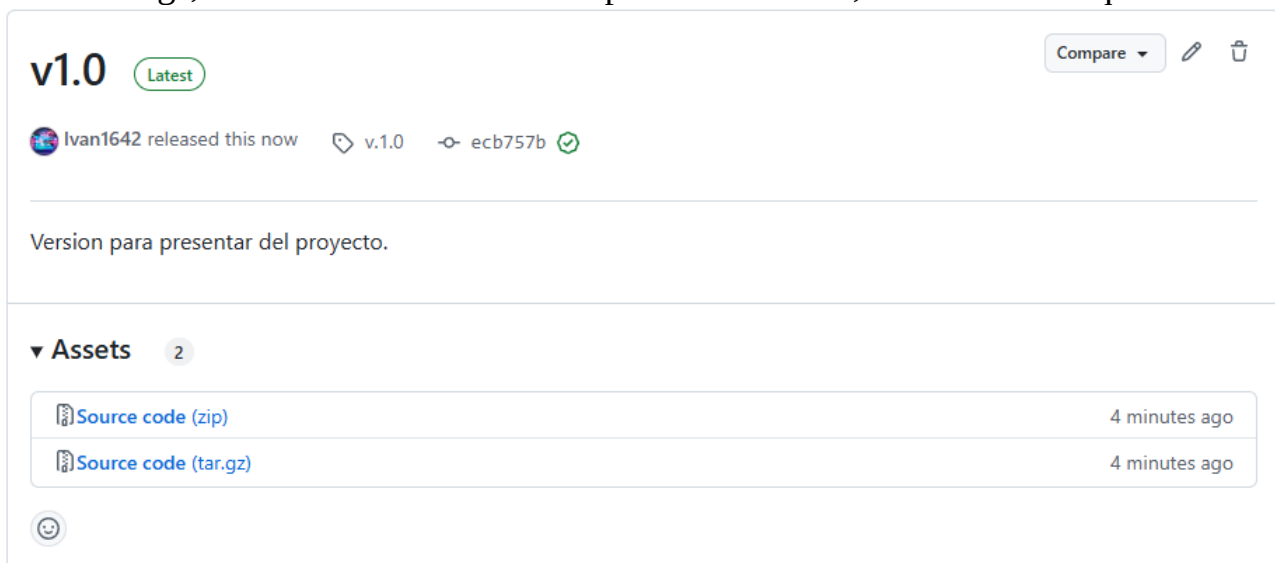 v1.0 Latest Compare
Ivan1642 released this now v.1.0 ecb757b
Version para presentar del proyecto.
Assets 2
Source code (zip) 4 minutes ago
Source code (tar.gz) 4 minutes ago